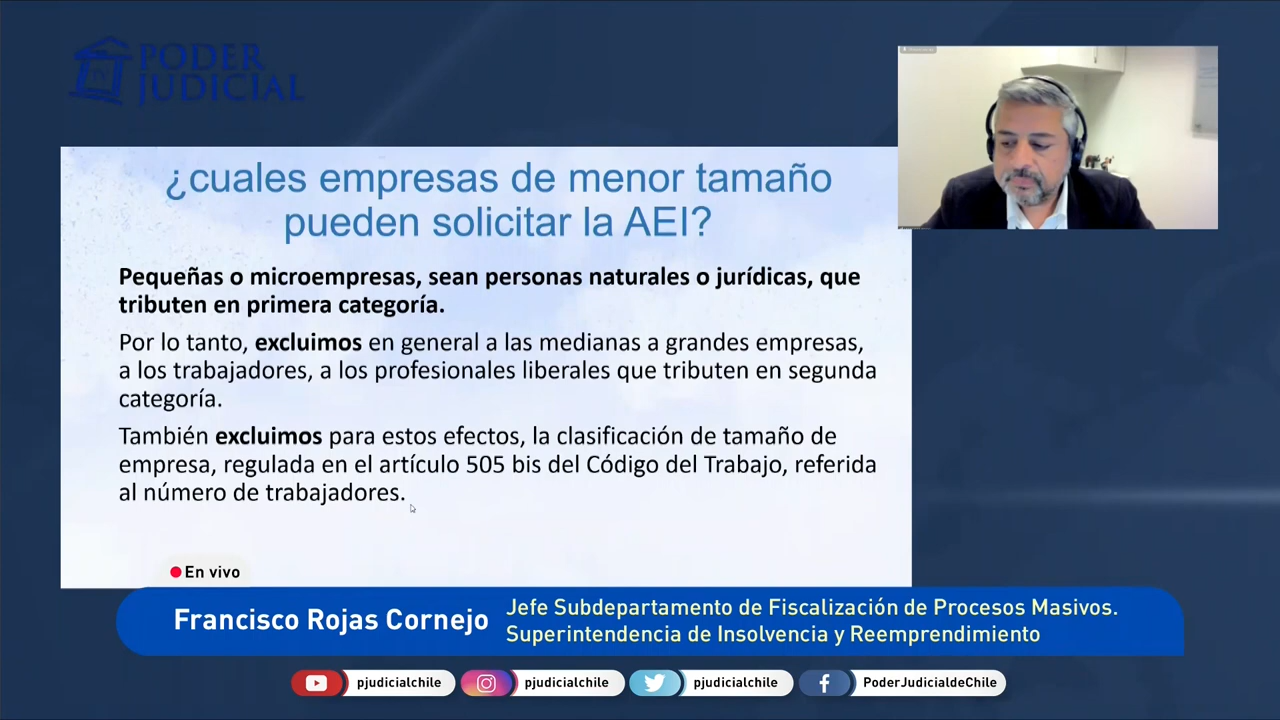 PODER
JUDICIAL
¿cuales empresas de menor tamaño
pueden solicitar la AEI?
Pequeñas o microempresas, sean personas naturales o jurídicas, que
tributen en primera categoría.
Por lo tanto, excluimos en general a las medianas a grandes empresas,
a los trabajadores, a los profesionales liberales que tributen en segunda
categoría.
También excluimos para estos efectos, la clasificación de tamaño de
empresa, regulada en el artículo 505 bis del Código del Trabajo, referida
al número de trabajadores.
En vivo
Francisco Rojas Cornejo
Jefe Subdepartamento de Fiscalización de Procesos Masivos.
Superintendencia de Insolvencia y Reemprendimiento
pjudicialchile
pjudicialchile
pjudicialchile
PoderJudicialdeChile